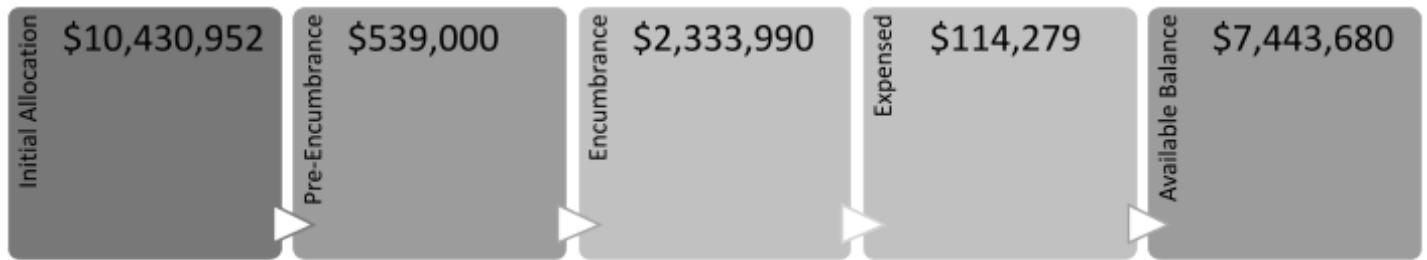 Initial Allocation
$10,430,952
Pre-Encumbrance
$539,000
Encumbrance
$2,333,990
Expensed
$114,279
Available Balance
$7,443,680